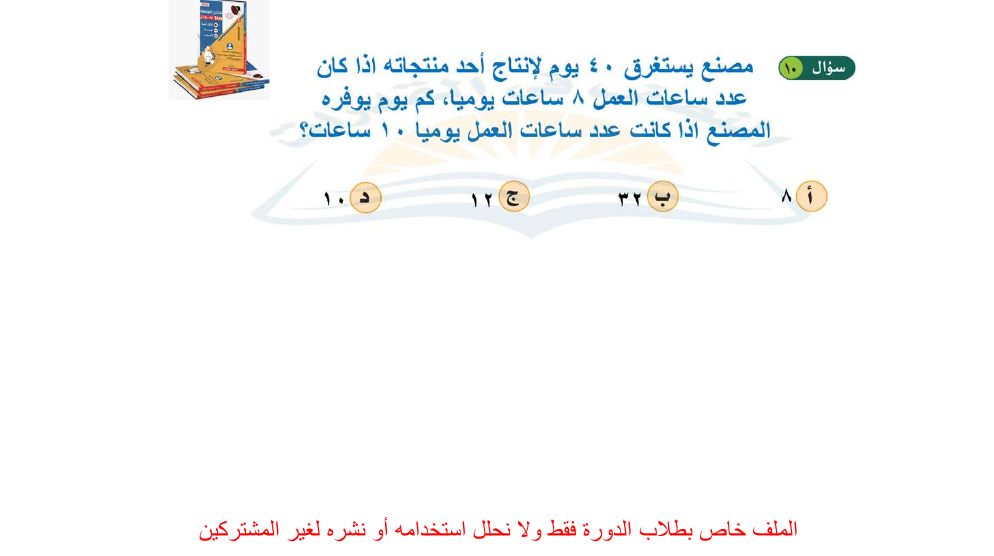 سؤال ١٠
مصنع يستغرق ٤٠ يوم لإنتاج أحد منتجاته اذا كان
عدد ساعات العمل ٨ ساعات يوميا، كم يوم يوفره
المصنع اذا كانت عدد ساعات العمل يوميا ١٠ ساعات؟
أ ٨
ب ٣٢
ج ١٢
د ١٠
الملف خاص بطلاب الدورة فقط ولا نحلل استخدامه أو نشره لغير المشتركين